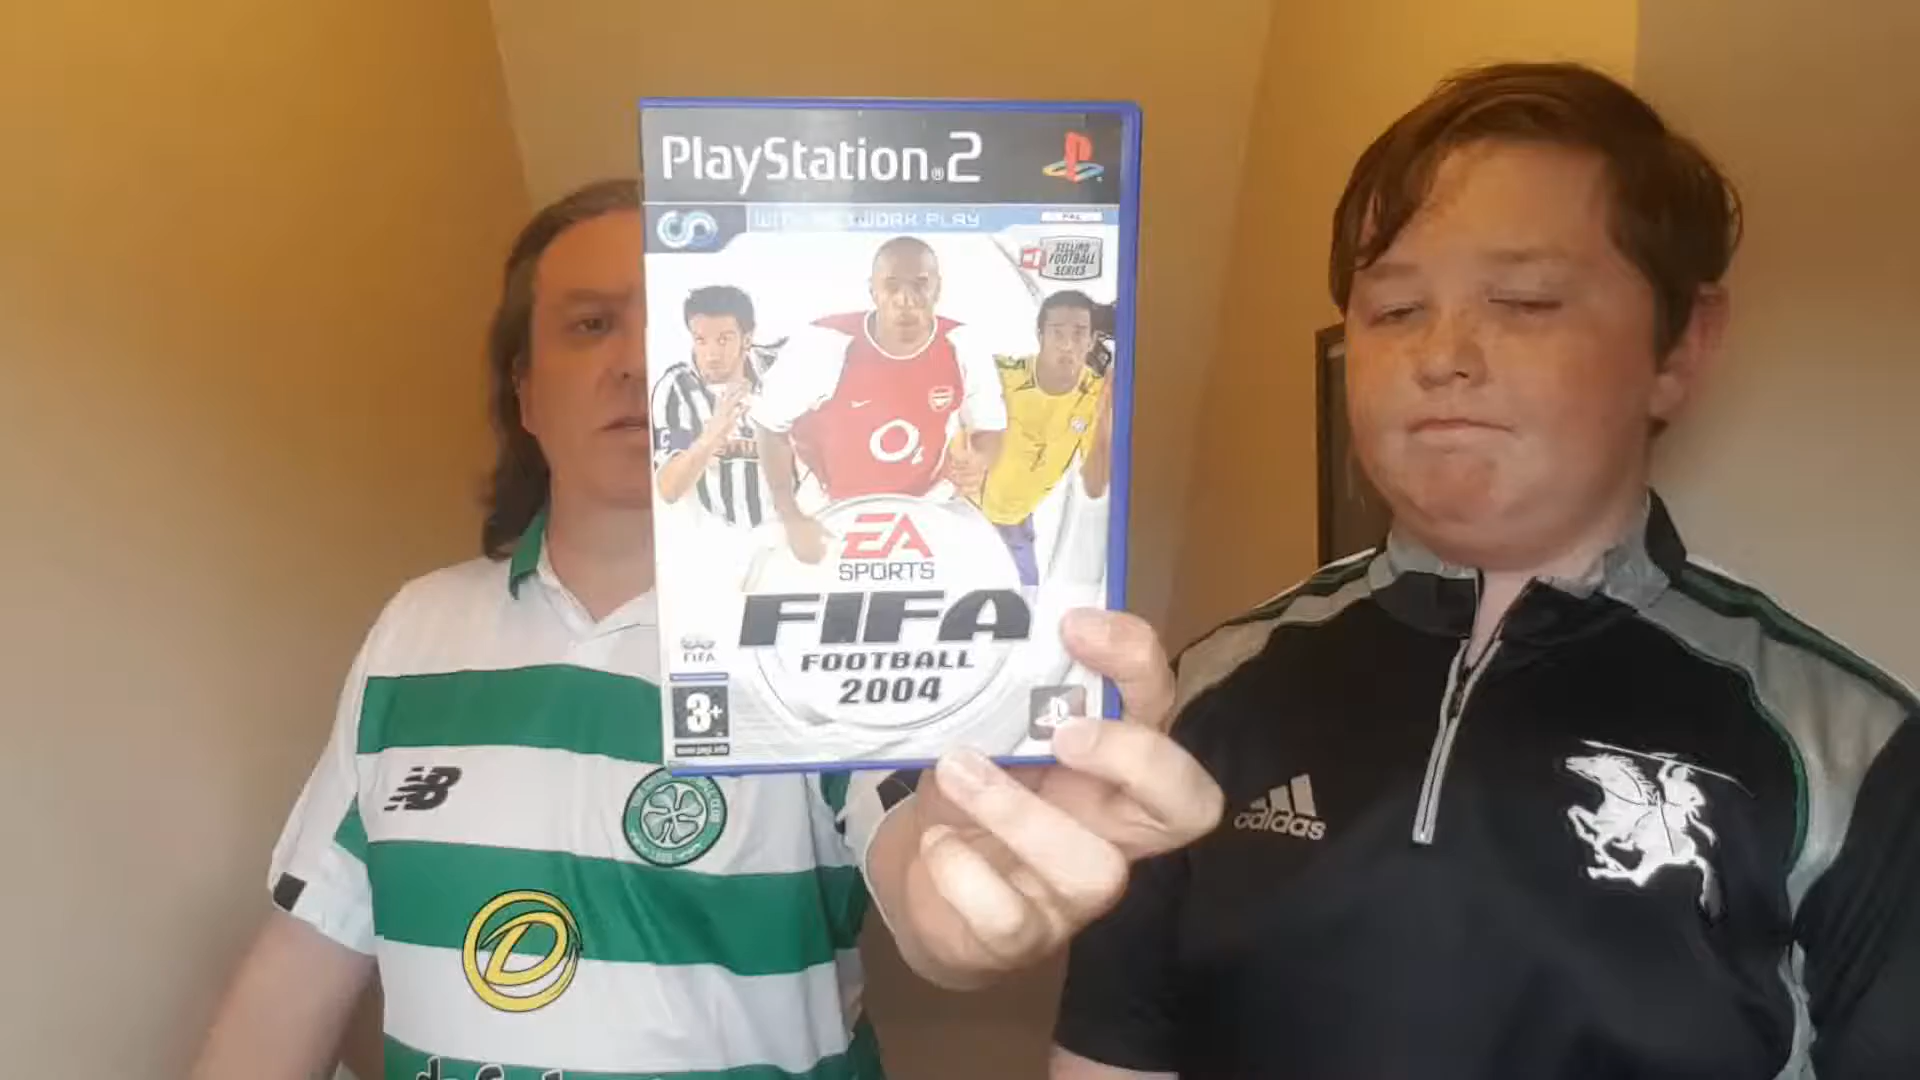 PlayStation®2
WITH NETWORK PLAY
PAL
#1 SELLING
FOOTBALL
SERIES
O2
EA
SPORTS
FIFA
FOOTBALL
2004
FIFA
3+
www.pegi.info
NB
D
adidas